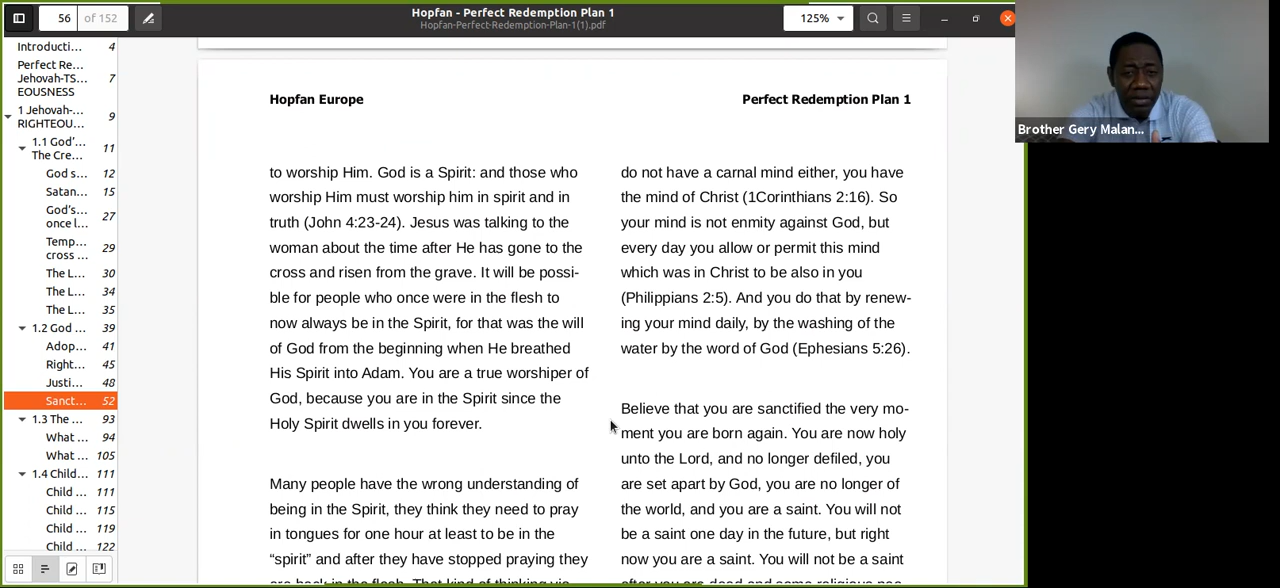 56
of 152
Hopfan - Perfect Redemption Plan 1
Hopfan-Perfect-Redemption-Plan-1(1).pdf
125%
Introducti... 4
Perfect Re...
Jehovah-TS... 7
EOUSNESS
1 Jehovah-... 9
RIGHTEOU...
1.1 God'... 11
The Cre...
God s... 12
Satan... 15
God's... 27
once l...
Temp... 29
cross ...
The L... 30
The L... 34
The L... 35
1.2 God ... 39
Adop... 41
Right... 45
Justi... 48
Sanct... 52
1.3 The ... 93
What ... 94
What ... 105
1.4 Child... 111
Child ... 111
Child ... 115
Child ... 119
Child ... 122
Hopfan Europe
Perfect Redemption Plan 1
to worship Him. God is a Spirit: and those who
worship Him must worship him in spirit and in
truth (John 4:23-24). Jesus was talking to the
woman about the time after He has gone to the
cross and risen from the grave. It will be possi-
ble for people who once were in the flesh to
now always be in the Spirit, for that was the will
of God from the beginning when He breathed
His Spirit into Adam. You are a true worshiper of
God, because you are in the Spirit since the
Holy Spirit dwells in you forever.
Many people have the wrong understanding of
being in the Spirit, they think they need to pray
in tongues for one hour at least to be in the
“spirit” and after they have stopped praying they
are back in the flesh. That kind of thinking vio-
do not have a carnal mind either, you have
the mind of Christ (1Corinthians 2:16). So
your mind is not enmity against God, but
every day you allow or permit this mind
which was in Christ to be also in you
(Philippians 2:5). And you do that by renew-
ing your mind daily, by the washing of the
water by the word of God (Ephesians 5:26).
Believe that you are sanctified the very mo-
ment you are born again. You are now holy
unto the Lord, and no longer defiled, you
are set apart by God, you are no longer of
the world, and you are a saint. You will not
be a saint one day in the future, but right
now you are a saint. You will not be a saint
after you are dead and some religious peo-
Brother Gery Malan...